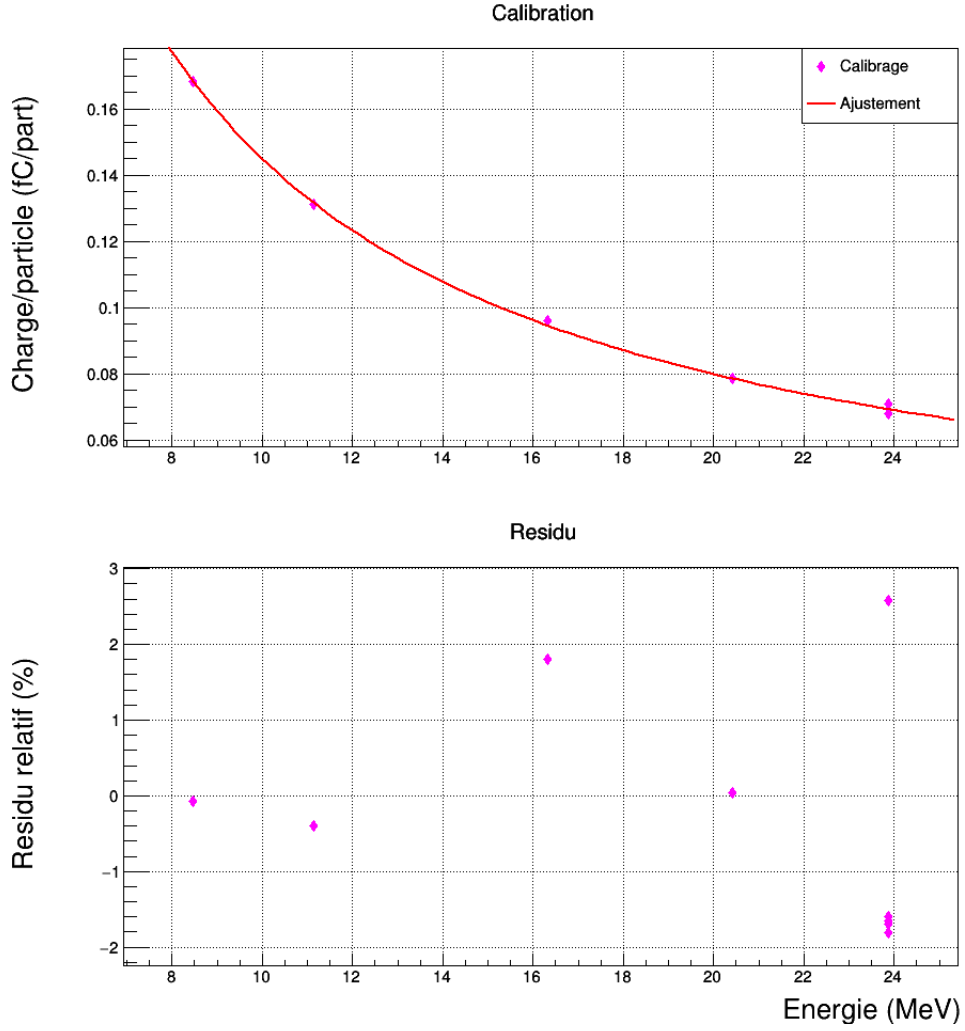 Calibration
Charge/particle (fC/part)
0.16
0.14
0.12
0.1
0.08
0.06
8 10 12 14 16 18 20 22 24
Calibrage
Ajustement
Residu
Residu relatif (%)
3
2
1
0
−1
−2
8 10 12 14 16 18 20 22 24
Energie (MeV)